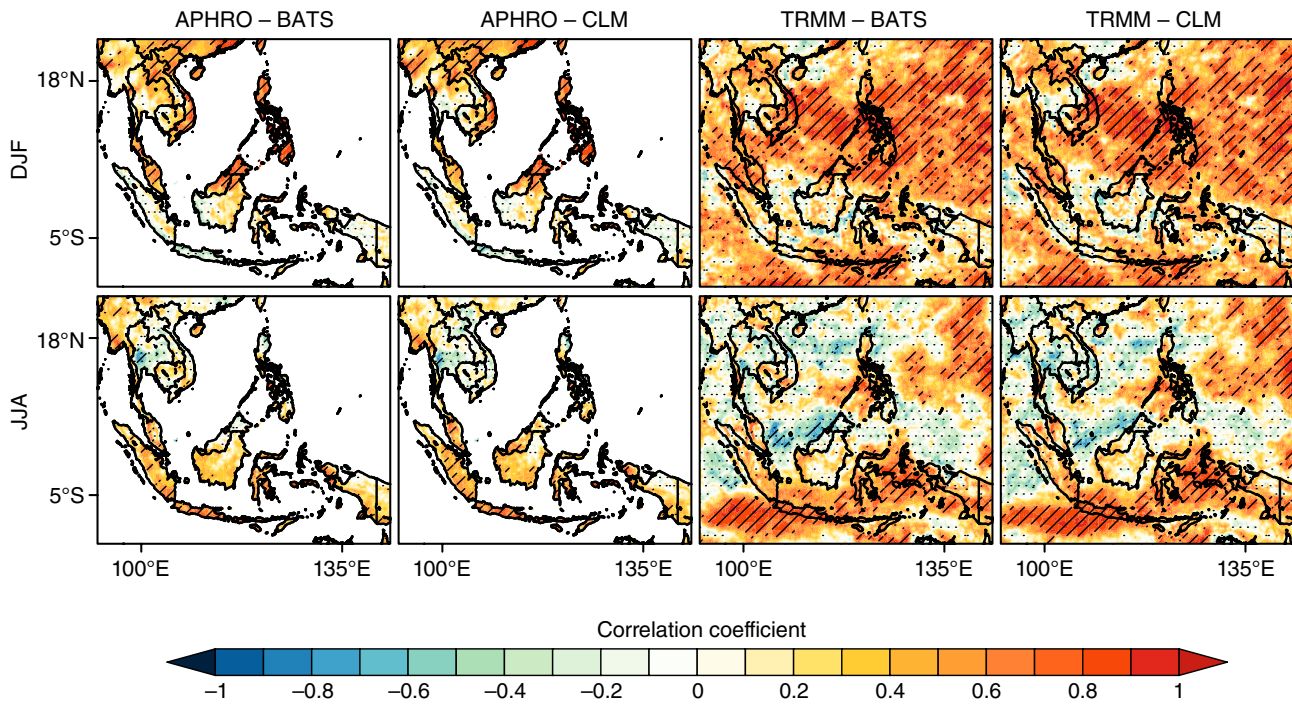 APHRO – BATS APHRO – CLM TRMM – BATS TRMM – CLM
DJF
18°N
5°S
JJA
18°N
5°S
100°E 135°E 100°E 135°E 100°E 135°E 100°E 135°E
Correlation coefficient
–1 –0.8 –0.6 –0.4 –0.2 0 0.2 0.4 0.6 0.8 1